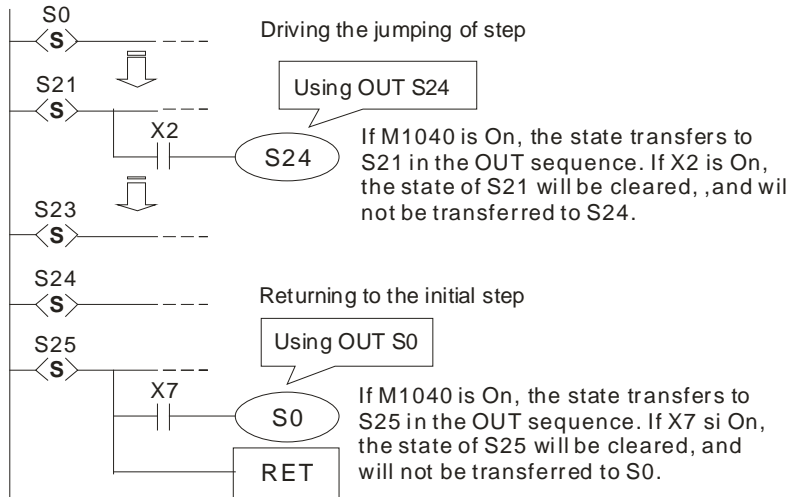 S0
S
Driving the jumping of step
S21
S
Using OUT S24
X2
S24
If M1040 is On, the state transfers to
S21 in the OUT sequence. If X2 is On,
the state of S21 will be cleared, ,and wil
not be transferred to S24.
S23
S
S24
S
Returning to the initial step
S25
S
Using OUT S0
X7
S0
If M1040 is On, the state transfers to
S25 in the OUT sequence. If X7 si On,
the state of S25 will be cleared, and
will not be transferred to S0.
RET